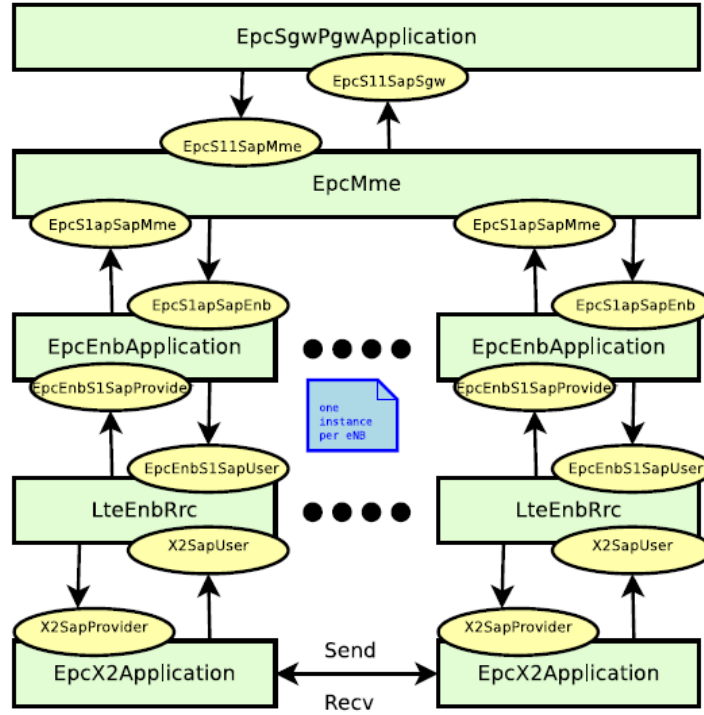 EpcSgwPgwApplication
EpcS11SapSgw
EpcS11SapMme
EpcMme
EpcS1apSapMme
EpcS1apSapMme
EpcS1apSapEnb
EpcS1apSapEnb
EpcEnbApplication
EpcEnbApplication
EpcEnbS1SapProvide
EpcEnbS1SapProvide
one
instance
per eNB
EpcEnbS1SapUser
EpcEnbS1SapUser
LteEnbRrc
LteEnbRrc
X2SapUser
X2SapUser
X2SapProvider
X2SapProvider
Send
EpcX2Application
EpcX2Application
Recv